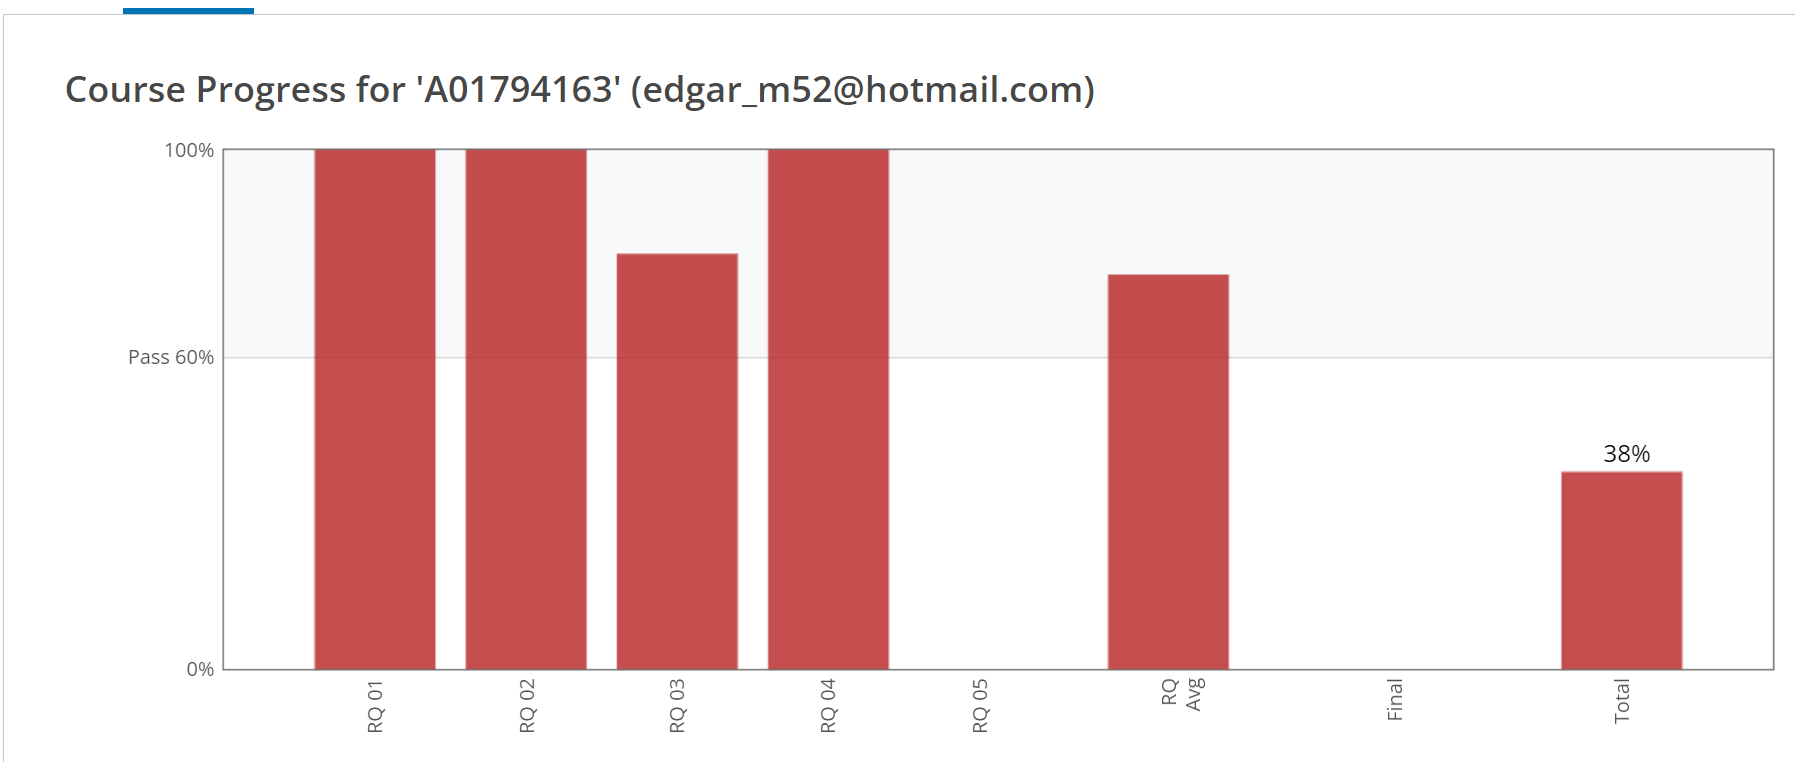 Course Progress for 'A01794163' (edgar_m52@hotmail.com)
100%
Pass 60%
38%
0%
RQ 01
RQ 02
RQ 03
RQ 04
RQ 05
RQ
Avg
Final
Total